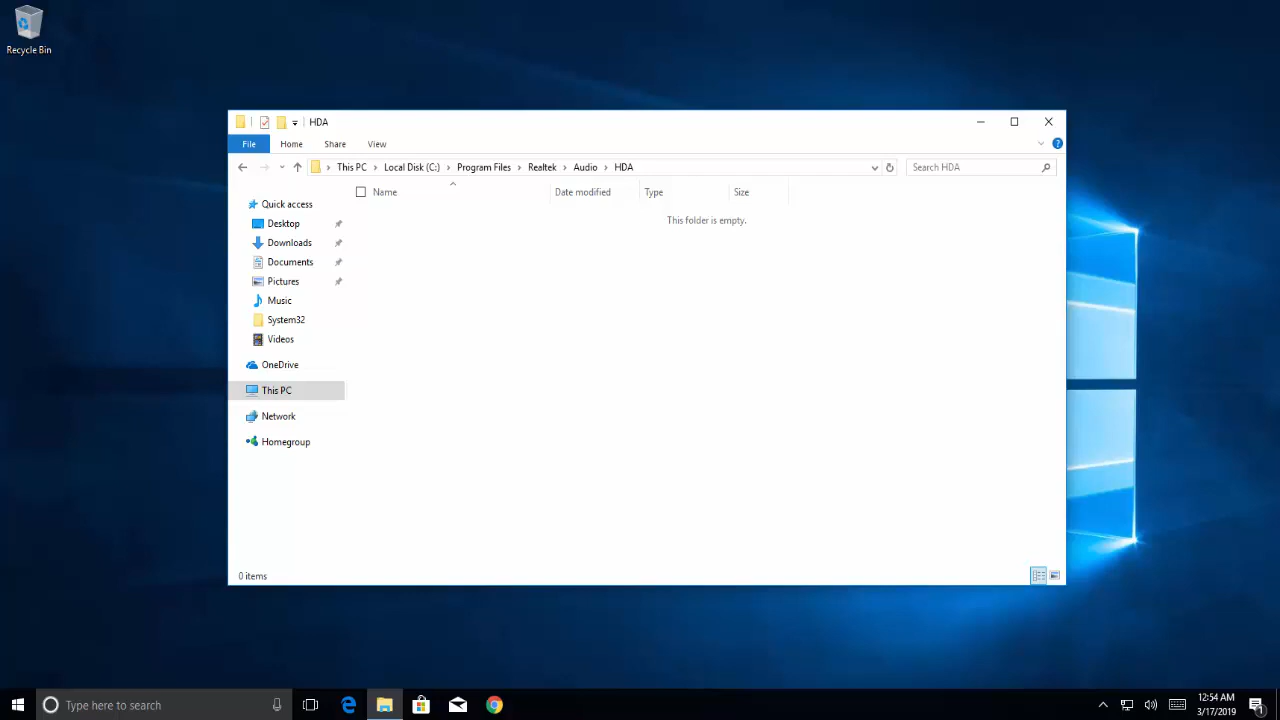 Recycle Bin
HDA
File Home Share View
This PC Local Disk (C:) Program Files Realtek Audio HDA
Search HDA
Name Date modified Type Size
This folder is empty.
Quick access
Desktop
Downloads
Documents
Pictures
Music
System32
Videos
OneDrive
This PC
Network
Homegroup
0 items
Type here to search
12:54 AM
3/17/2019
1